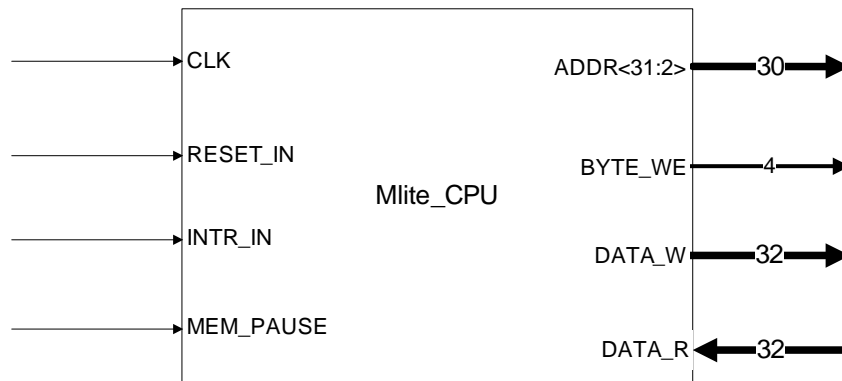 CLK
ADDR<31:2>
30
RESET_IN
BYTE_WE
4
Mlite_CPU
INTR_IN
DATA_W
32
MEM_PAUSE
DATA_R
32